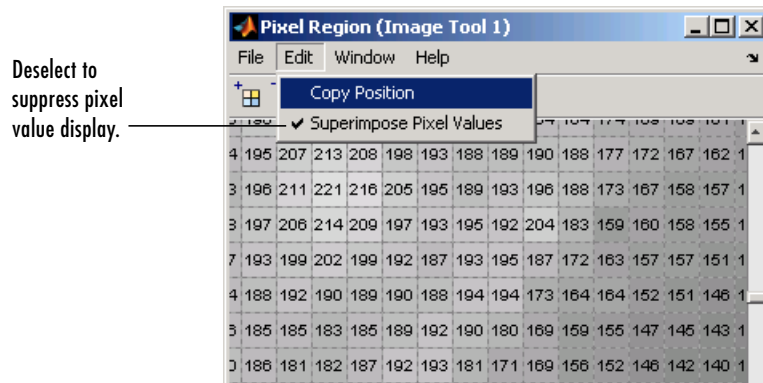 Pixel Region (Image Tool 1)
File Edit Window Help
Deselect to
suppress pixel
value display.
Copy Position
✔ Superimpose Pixel Values
4 195 207 213 208 198 193 188 189 190 188 177 172 167 162 1
3 196 211 221 216 205 195 189 193 196 188 173 167 158 157 1
3 197 206 214 209 197 193 195 192 204 183 159 160 158 155 1
7 193 199 202 199 192 187 193 195 187 172 163 157 157 151 1
4 188 192 190 189 190 188 194 194 173 164 164 152 151 146 1
185 185 183 185 189 192 190 180 169 159 155 147 145 143 1
186 181 182 187 192 193 181 171 169 156 152 146 142 140 1